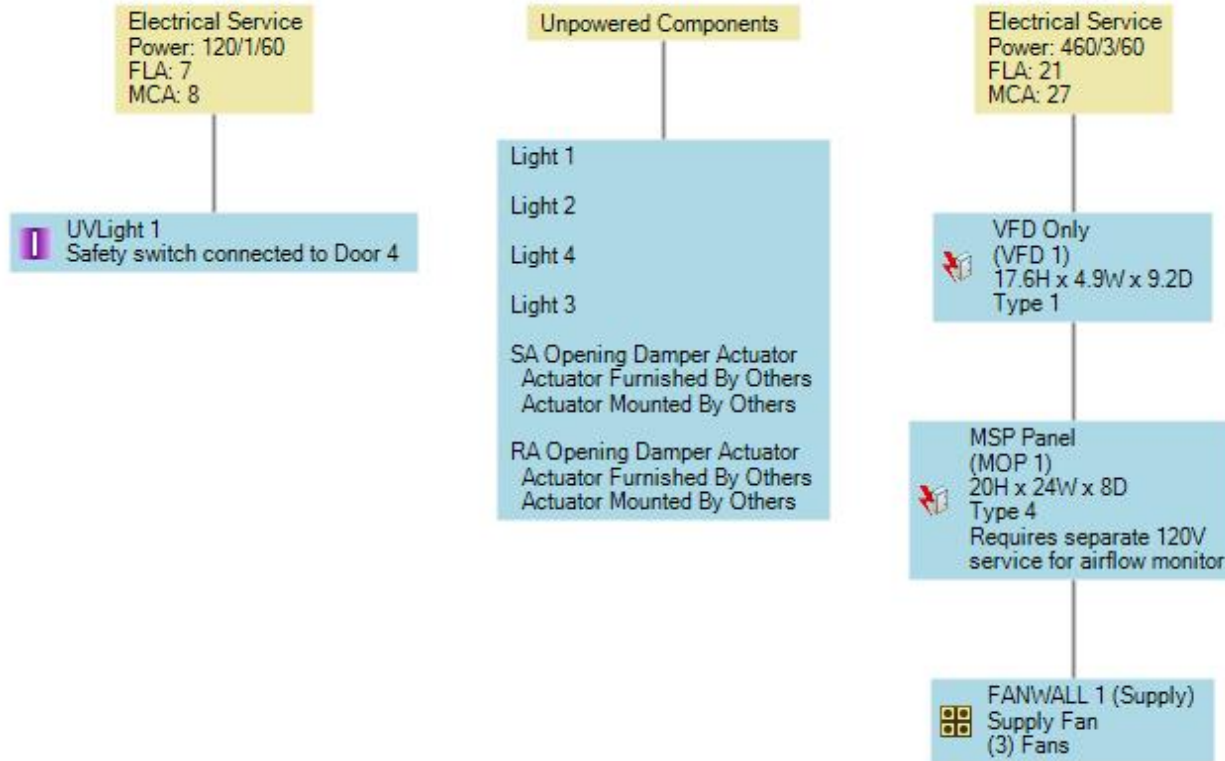 Electrical Service
Power: 120/1/60
FLA: 7
MCA: 8
UVLight 1
Safety switch connected to Door 4
Unpowered Components
Light 1
Light 2
Light 4
Light 3
SA Opening Damper Actuator
Actuator Furnished By Others
Actuator Mounted By Others
RA Opening Damper Actuator
Actuator Furnished By Others
Actuator Mounted By Others
Electrical Service
Power: 460/3/60
FLA: 21
MCA: 27
VFD Only
(VFD 1)
17.6H x 4.9W x 9.2D
Type 1
MSP Panel
(MOP 1)
20H x 24W x 8D
Type 4
Requires separate 120V
service for airflow monitor
FANWALL 1 (Supply)
Supply Fan
(3) Fans